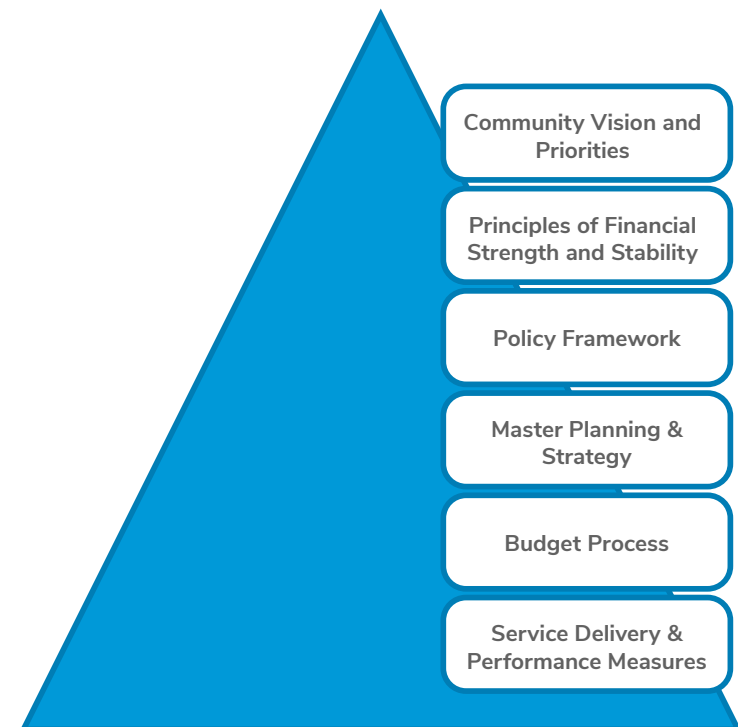 Community Vision and
Priorities
Principles of Financial
Strength and Stability
Policy Framework
Master Planning &
Strategy
Budget Process
Service Delivery &
Performance Measures